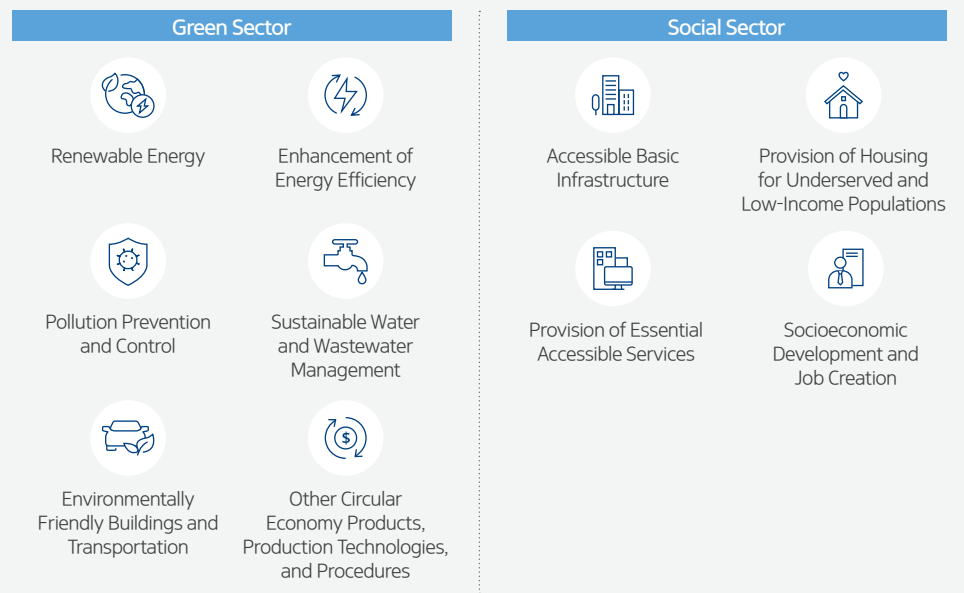 Green Sector
Renewable Energy
Enhancement of
Energy Efficiency
Pollution Prevention
and Control
Sustainable Water
and Wastewater
Management
Environmentally
Friendly Buildings and
Transportation
$
Other Circular
Economy Products,
Production Technologies,
and Procedures
Social Sector
Accessible Basic
Infrastructure
Provision of Housing
for Underserved and
Low-Income Populations
Provision of Essential
Accessible Services
Socioeconomic
Development and
Job Creation